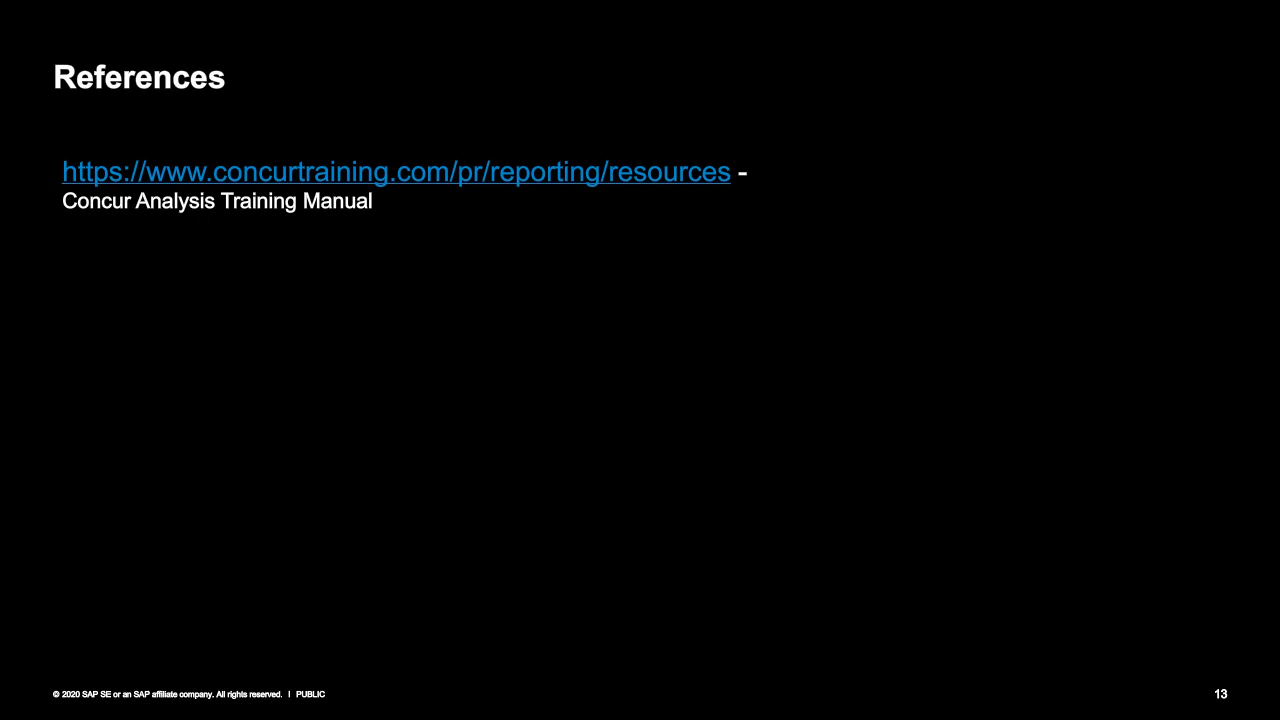 References
https://www.concurtraining.com/pr/reporting/resources -
Concur Analysis Training Manual
© 2020 SAP SE or an SAP affiliate company. All rights reserved. | PUBLIC
13